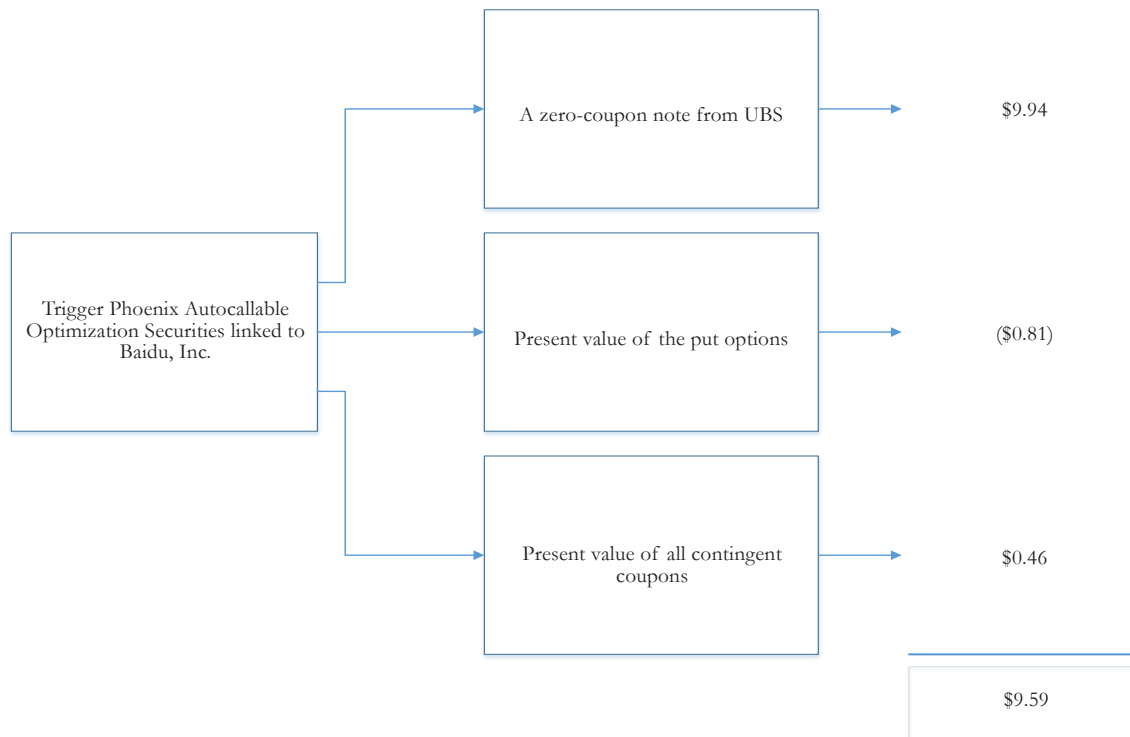 A zero-coupon note from UBS
$9.94
Trigger Phoenix Autocallable
Optimization Securities linked to
Baidu, Inc.
Present value of the put options
($0.81)
Present value of all contingent
coupons
$0.46
$9.59